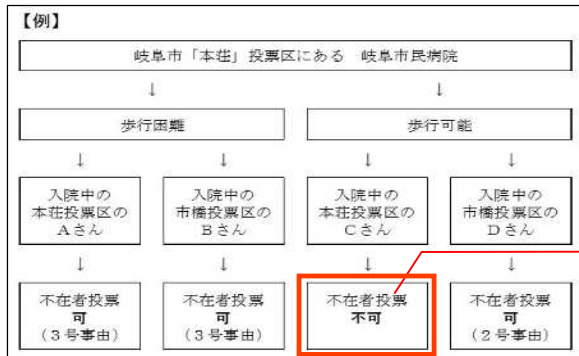 【例】
岐阜市「本荘」投票区にある　岐阜市民病院
↓　↓
歩行困難　歩行可能
↓　↓　↓　↓
入院中の　入院中の　入院中の　入院中の
本荘投票区の　市橋投票区の　本荘投票区の　市橋投票区の
Ａさん　Ｂさん　Ｃさん　Ｄさん
↓　↓　↓　↓
不在者投票　不在者投票　不在者投票　不在者投票
可　可　不可　可
（３号事由）　（３号事由）　（２号事由）